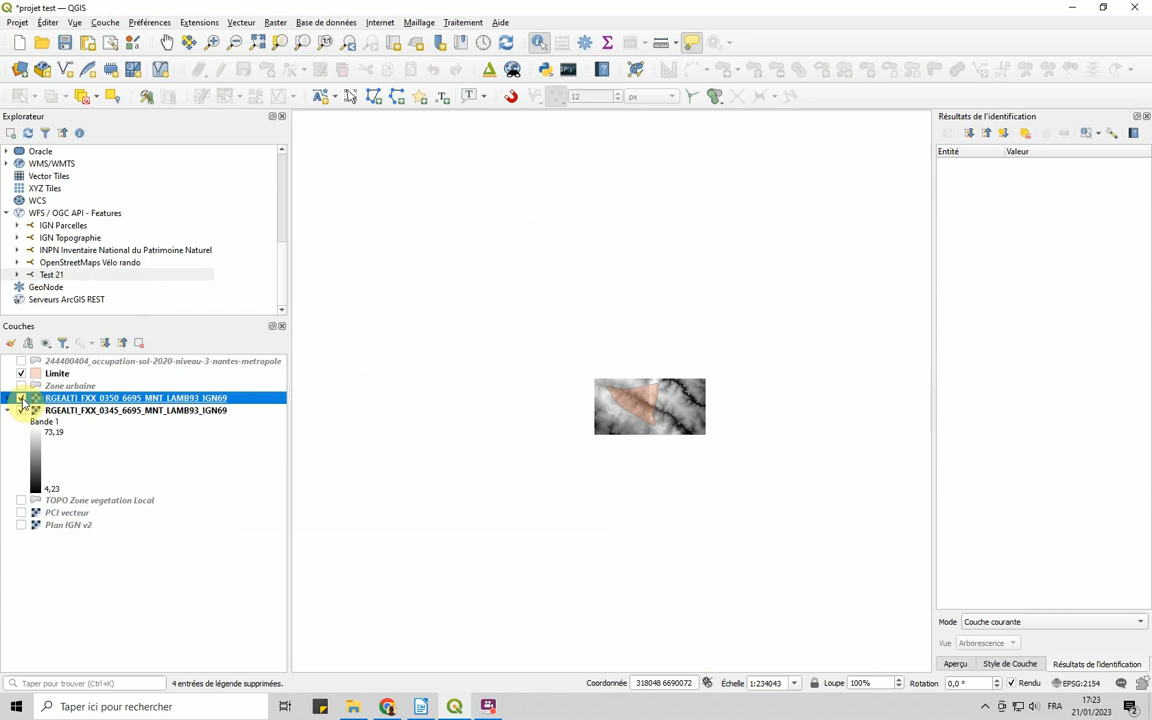 *projet test — QGIS
Projet Éditer Vue Couche Préférences Extensions Vecteur Raster Base de données Internet Maillage Traitement Aide
12 px
Explorateur
Oracle
WMS/WMTS
Vector Tiles
XYZ Tiles
WCS
WFS / OGC API - Features
IGN Parcelles
IGN Topographie
INPN Inventaire National du Patrimoine Naturel
OpenStreetMaps Vélo rando
Test 21
GeoNode
Serveurs ArcGIS REST
Couches
244400404_occupation-sol-2020-niveau-3-nantes-metropole
Limite
Zone urbaine
RGEALTI_FXX_0350_6695_MNT_LAMB93_IGN69
RGEALTI_FXX_0345_6695_MNT_LAMB93_IGN69
Bande 1
73,19
4,23
TOPO Zone vegetation Local
PCI vecteur
Plan IGN v2
Résultats de l'identification
Entité Valeur
Mode Couche courante
Vue Arborescence
Aperçu Style de Couche Résultats de l'identification
Taper pour trouver (Ctrl+K) 4 entrées de légende supprimées. Coordonnée 318048 6690072 Échelle 1:234043 Loupe 100% Rotation 0,0 ° Rendu EPSG:2154
Taper ici pour rechercher FRA 17:23
21/01/2023